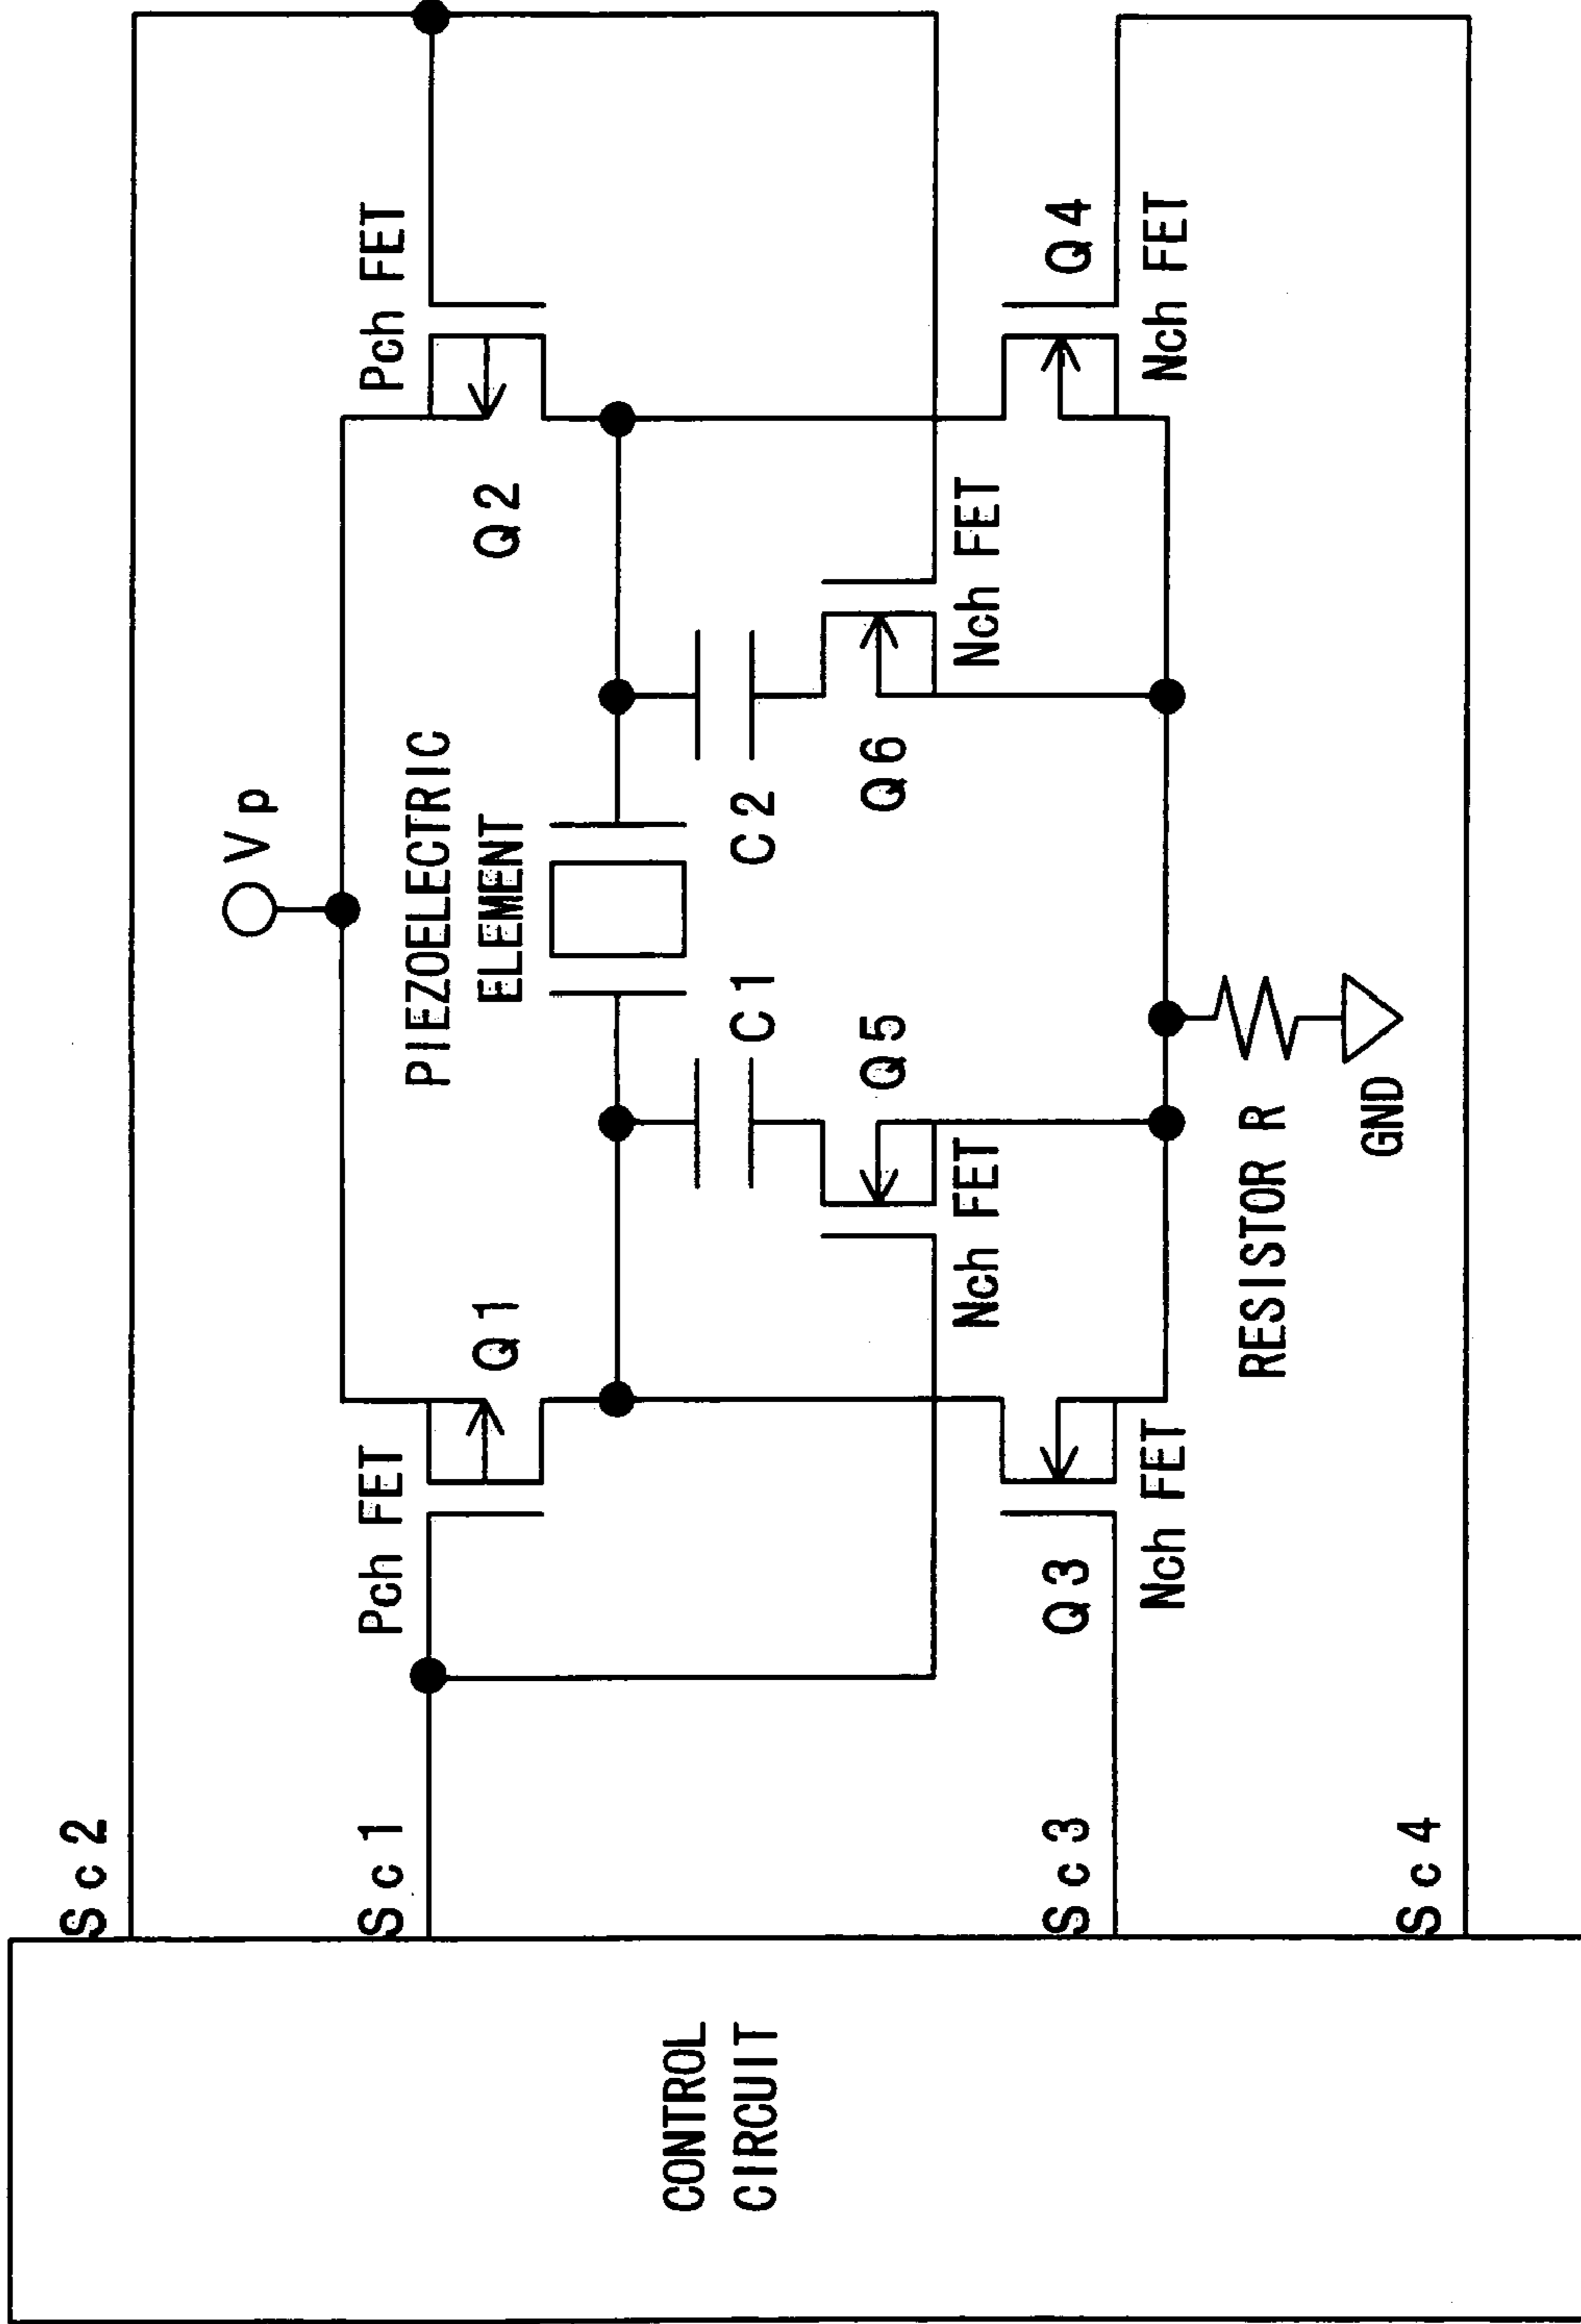 Sc2
Vp
Sc1
Pch FET
Pch FET
PIEZOELECTRIC
ELEMENT
Q1
Q2
CONTROL
CIRCUIT
C1
C2
Q5
Q6
Nch FET
Nch FET
Sc3
Q3
Q4
Nch FET
Nch FET
RESISTOR R
GND
Sc4